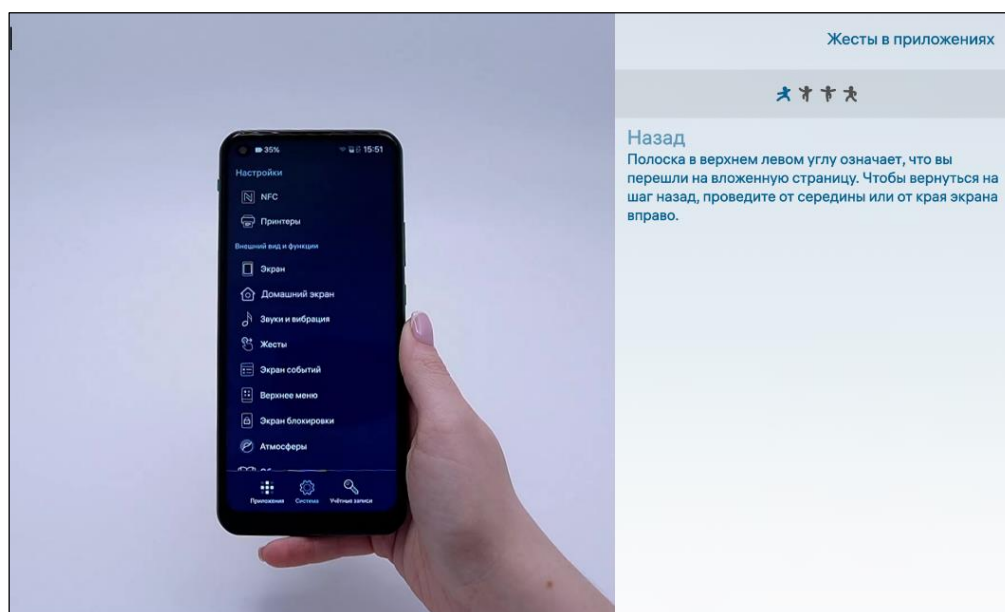 35% 15:51
Настройки
NFC
Принтеры
Внешний вид и функции
Экран
Домашний экран
Звуки и вибрация
Жесты
Экран событий
Верхнее меню
Экран блокировки
Атмосферы
Приложения Система Учётные записи
Жесты в приложениях
Назад
Полоска в верхнем левом углу означает, что вы
перешли на вложенную страницу. Чтобы вернуться на
шаг назад, проведите от середины или от края экрана
вправо.